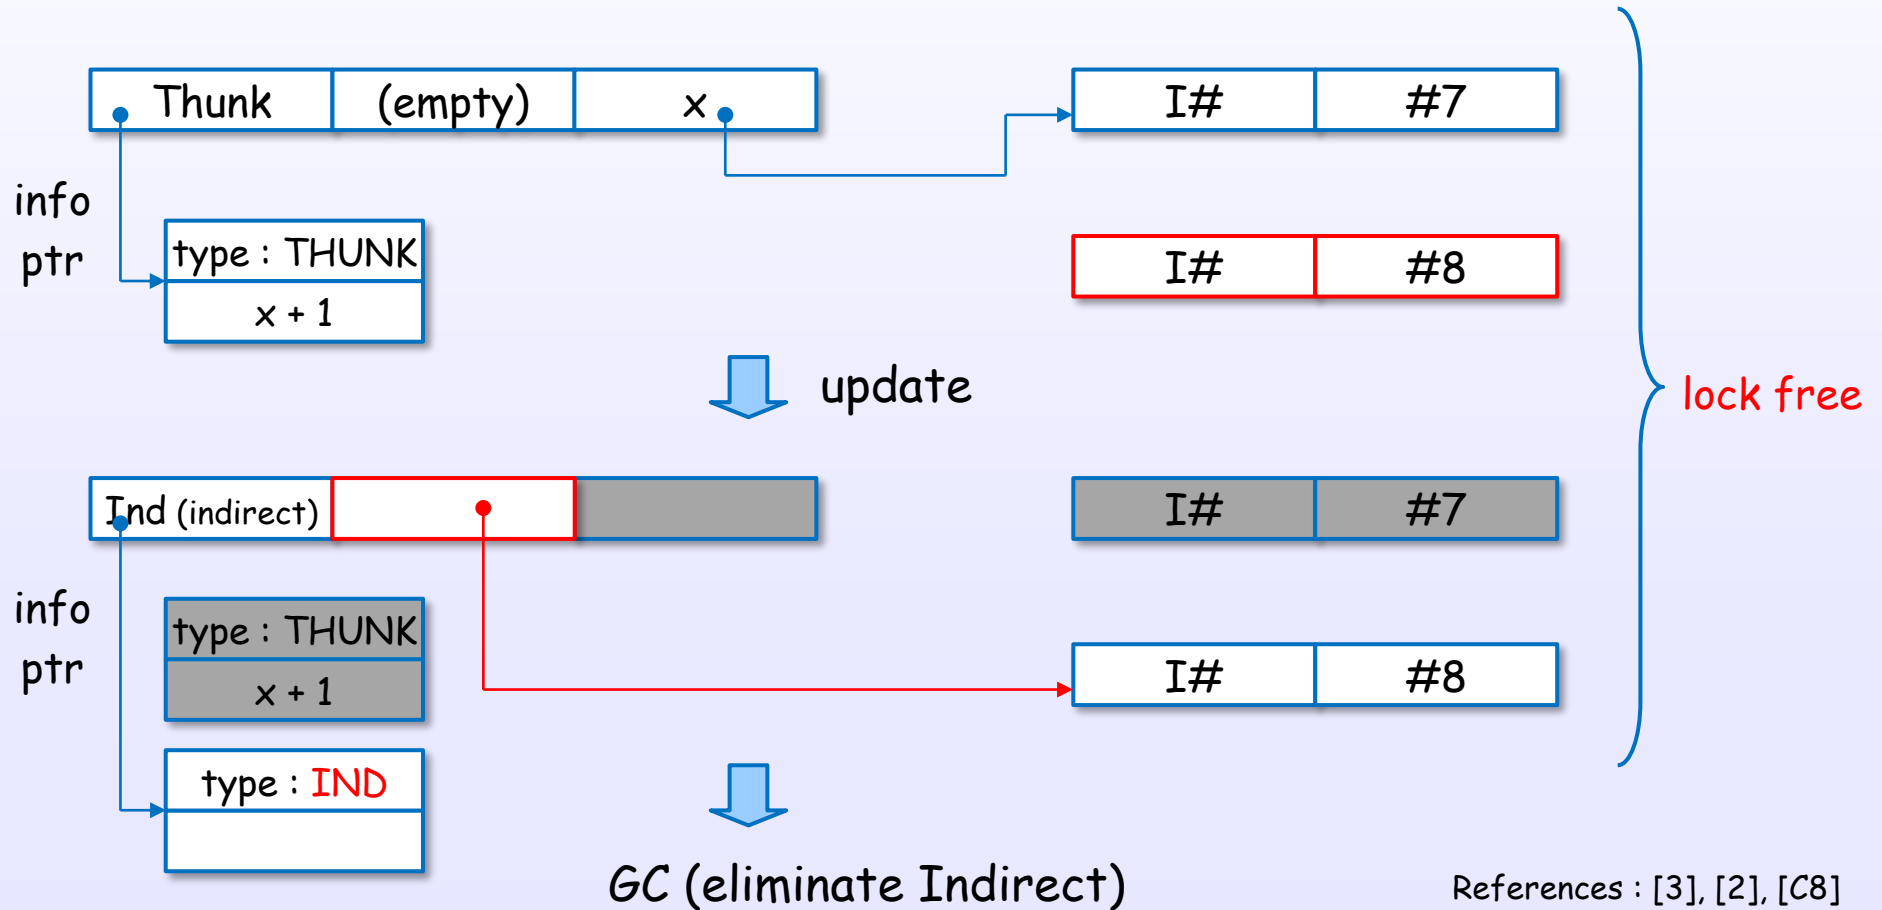 Thunk (empty) x I# #7
info
ptr
type : THUNK
x + 1
I# #8
update
lock free
Ind (indirect) I# #7
info
ptr
type : THUNK
x + 1
I# #8
type : IND
GC (eliminate Indirect)
References : [3], [2], [C8]